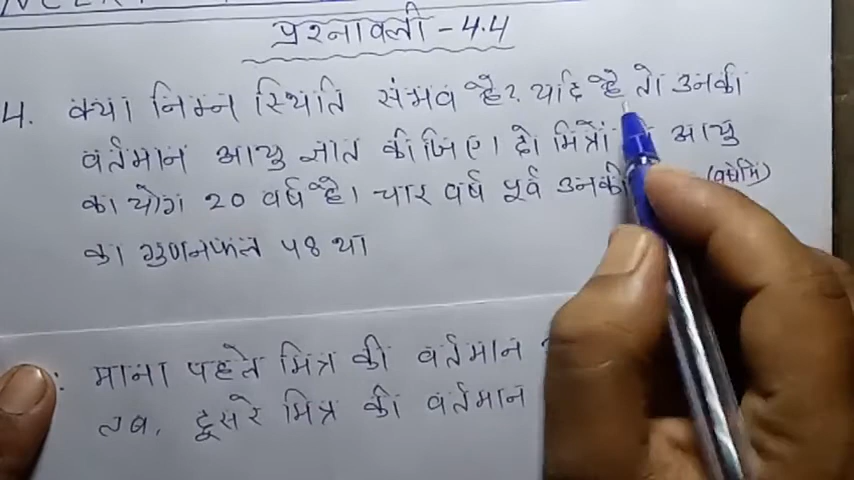 प्रश्नावली - 4.4
4. क्या निम्न स्थिति संभव है? यदि है तो उनकी
वर्तमान आयु ज्ञात कीजिए। दो मित्रों आयु
का योग 20 वर्ष है। चार वर्ष पूर्व उनकी (वर्षमें)
का गुणनफल 48 था
: माना पहले मित्र की वर्तमान
तब, दूसरे मित्र की वर्तमान